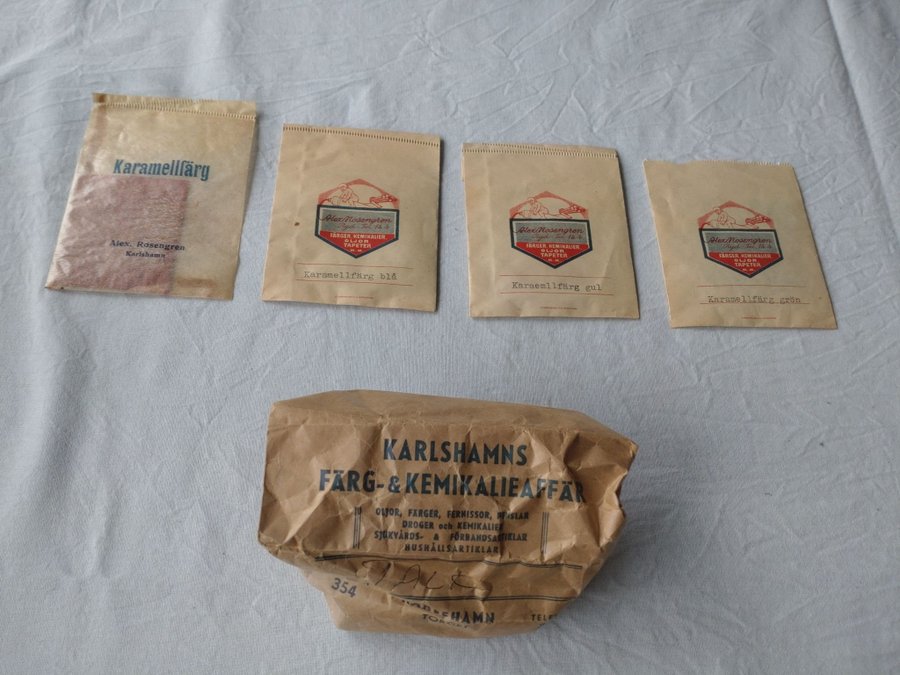 Karamellfärg
Alex. Rosengren
Karlshamn
Alex. Rosengren
FÄRGER, KEMIKALIER
OLJOR
TAPETER
Karamellfärg blå
Alex. Rosengren
FÄRGER, KEMIKALIER
OLJOR
TAPETER
Karaemllfärg gul
Alex. Rosengren
FÄRGER, KEMIKALIER
OLJOR
TAPETER
Karamellfärg grön
KARLSHAMNS
FÄRG- & KEMIKALIEAFFÄR
OLJOR, FÄRGER, FERNISSOR, PENSLAR
DROGER och KEMIKALIER
SJUKVÅRDS- & FÖRBANDSARTIKLAR
HUSHÅLLSARTIKLAR
354